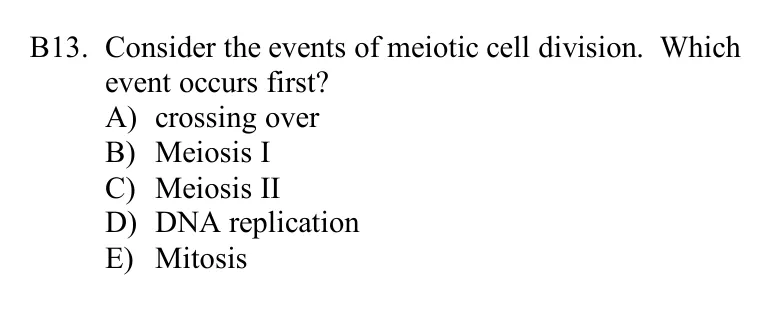 B13. Consider the events of meiotic cell division. Which
event occurs first?
A) crossing over
B) Meiosis I
C) Meiosis II
D) DNA replication
E) Mitosis